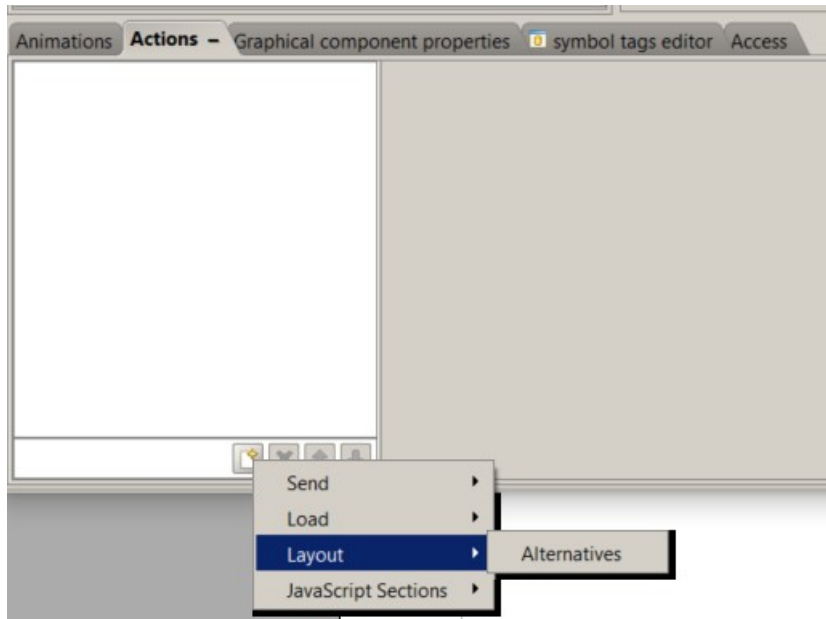 Animations Actions – Graphical component properties symbol tags editor Access
Send
Load
Layout Alternatives
JavaScript Sections